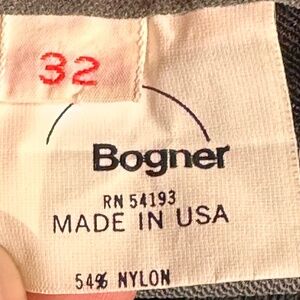 32
Bogner
RN 54193
MADE IN USA
54% NYLON